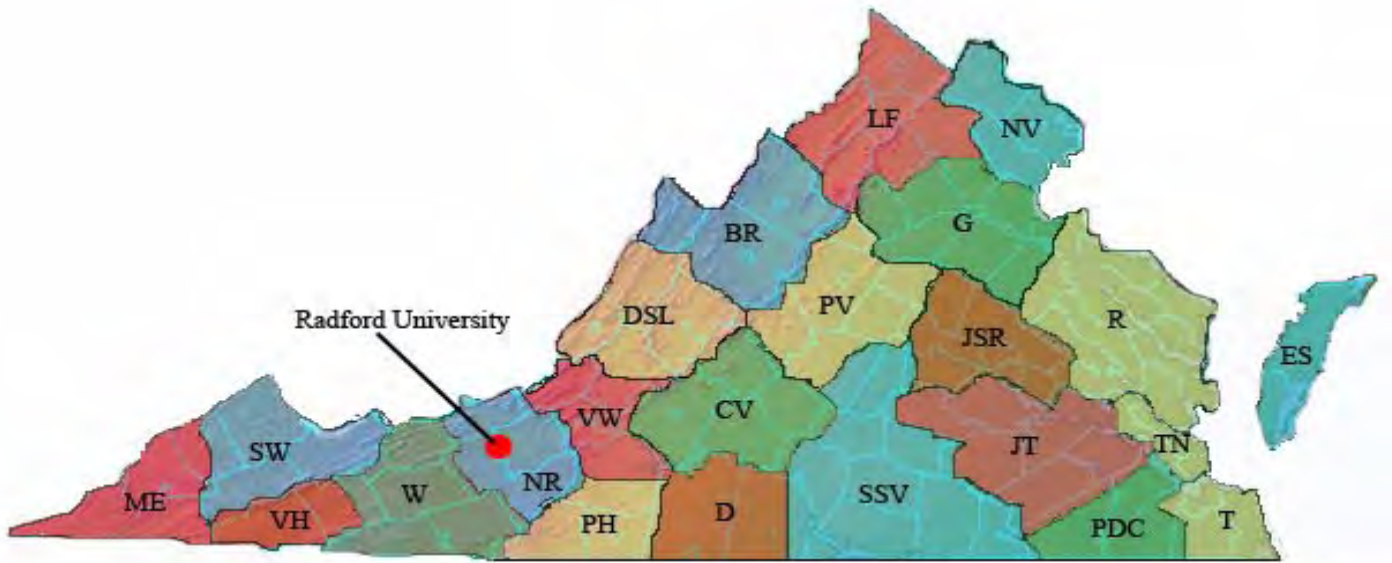 LF
NV
BR
G
DSL
PV
R
Radford University
JSR
ES
VW
CV
SW
JT
TN
ME
W
NR
SSV
VH
PH
D
PDC
T